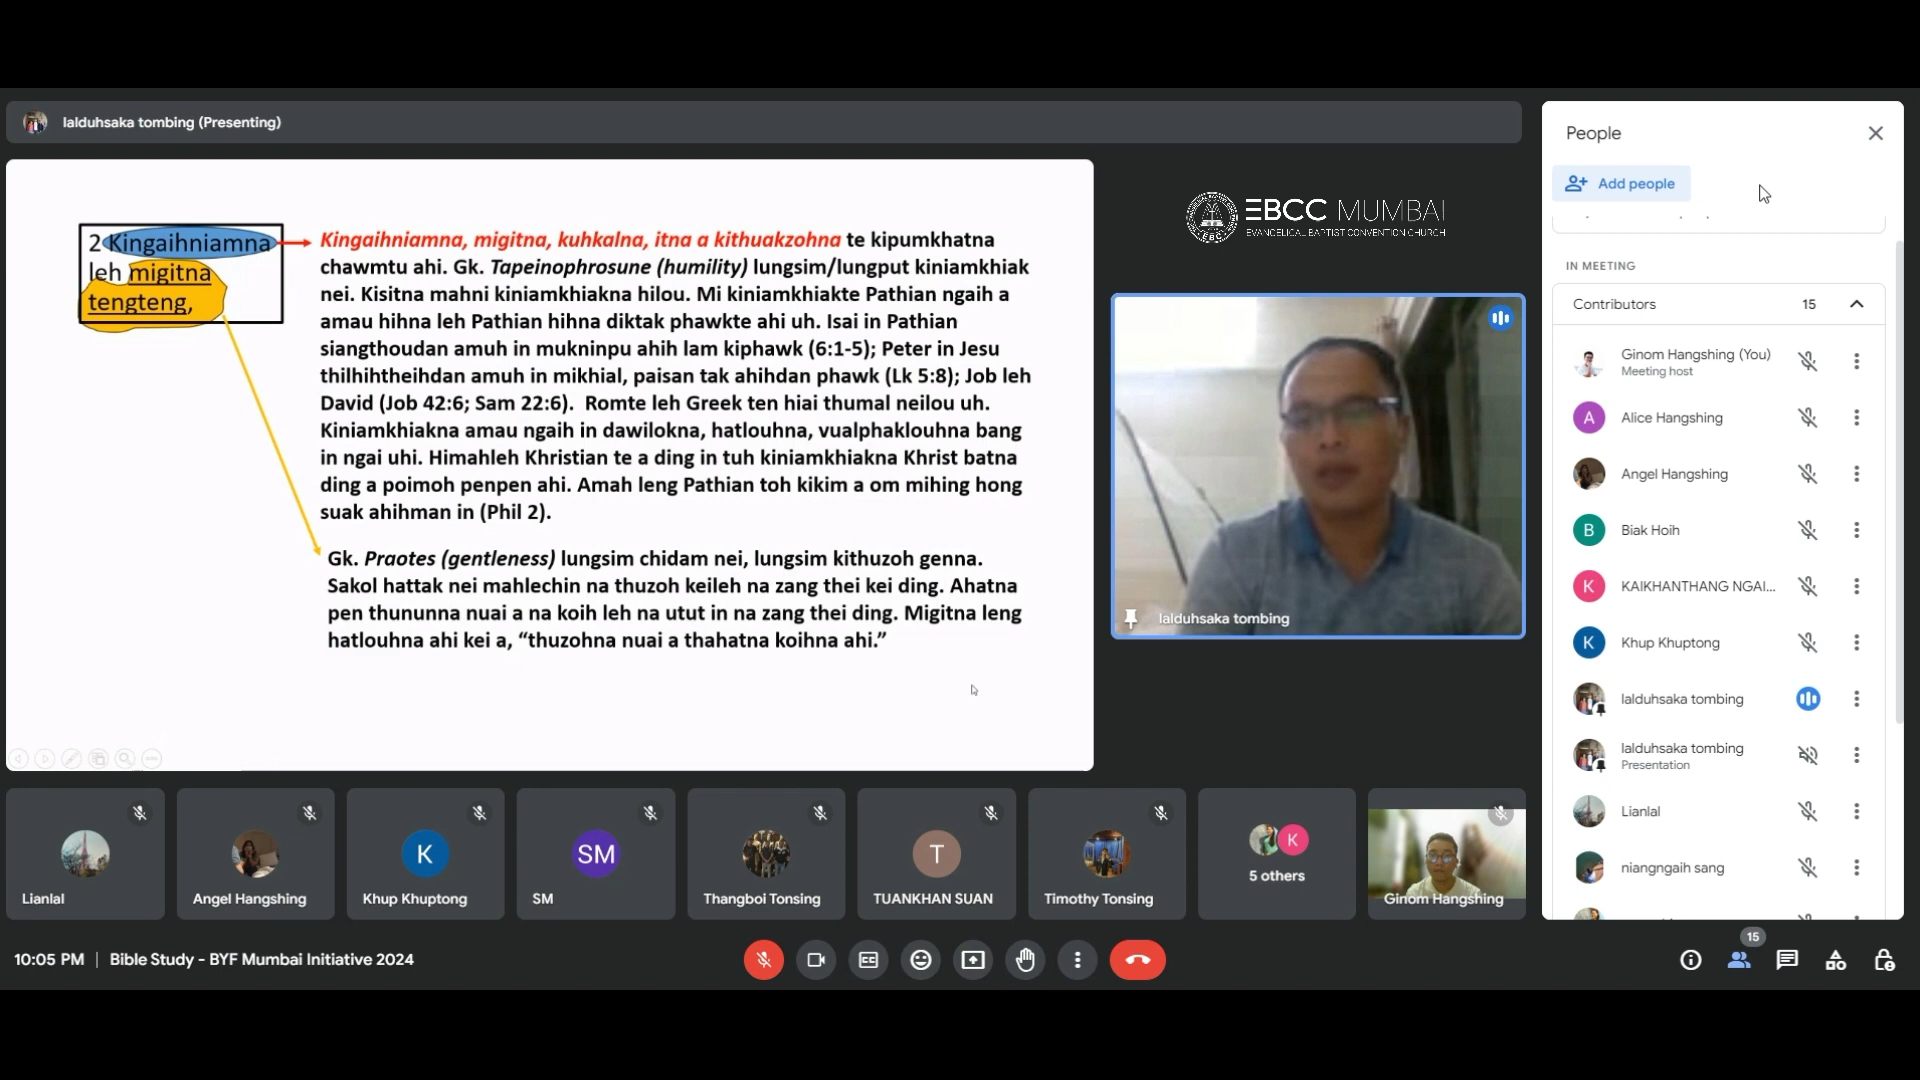 lalduhsaka tombing (Presenting)
2 Kingaihniamna
leh migitna
tengteng,
Kingaihniamna, migitna, kuhkalna, itna a kithuakzohna te kipumkhatna
chawmtu ahi. Gk. Tapeinophrosune (humility) lungsim/lungput kiniamkhiak
nei. Kisitna mahni kiniamkhiakna hilou. Mi kiniamkhiakte Pathian ngaih a
amau hihna leh Pathian hihna diktak phawkte ahi uh. Isai in Pathian
siangthoudan amuh in mukninpu ahih lam kiphawk (6:1-5); Peter in Jesu
thilhihtheihdan amuh in mikhial, paisan tak ahihdan phawk (Lk 5:8); Job leh
David (Job 42:6; Sam 22:6). Romte leh Greek ten hiai thumal neilou uh.
Kiniamkhiakna amau ngaih in dawilokna, hatlouhna, vualphaklouhna bang
in ngai uhi. Himahleh Khristian te a ding in tuh kiniamkhiakna Khrist batna
ding a poimoh penpen ahi. Amah leng Pathian toh kikim a om mihing hong
suak ahihman in (Phil 2).
Gk. Praotes (gentleness) lungsim chidam nei, lungsim kithuzoh genna.
Sakol hattak nei mahlechin na thuzoh keileh na zang thei kei ding. Ahatna
pen thununna nuai a na koih leh na utut in na zang thei ding. Migitna leng
hatlouhna ahi kei a, “thuzohna nuai a thahatna koihna ahi.”
EBCC MUMBAI
EVANGELICAL BAPTIST CONVENTION CHURCH
lalduhsaka tombing
People
Add people
IN MEETING
Contributors 15
Ginom Hangshing (You)
Meeting host
A Alice Hangshing
Angel Hangshing
B Biak Hoih
K KAIKHANTHANG NGAI...
K Khup Khuptong
lalduhsaka tombing
lalduhsaka tombing
Presentation
Lianlal
niangngaih sang
Lianlal
Angel Hangshing
K
Khup Khuptong
SM
SM
Thangboi Tonsing
T
TUANKHAN SUAN
Timothy Tonsing
K
5 others
Ginom Hangshing
10:05 PM | Bible Study - BYF Mumbai Initiative 2024
CC
15